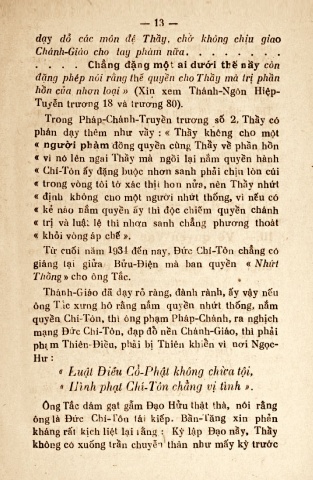 — 13 —
dạy dỗ các món đệ Thầy, chờ không chịu giao
Chánh-Giáo cho tay phàm nữa. . . . . . . . .
. . . . . . Chẳng đặng một ai dưới thế nầy còn
đặng phép nói rằng thế quyền cho Thầy mà trị phần
hồn của nhơn loại » (Xin xem Thánh-Ngôn Hiệp-
Tuyển trương 18 và trương 80).
Trong Pháp-Chánh-Truyền trương số 2, Thầy có
phán dạy thêm như vầy : « Thầy không cho một
« người phàm đồng quyền cùng Thầy về phần hồn
« vì nó lên ngai Thầy mà ngồi lại nắm quyền hành
« Chí-Tôn ấy đặng buộc nhơn sanh phải chịu lòn cúi
« trong vòng tôi tớ xác thịt hơn nửa, nên Thầy nhứt
« định không cho một người nhứt thống, vì nếu có
« kẻ nào nắm quyền ấy thì độc chiếm quyền chánh
« trị và luật lệ thì nhơn sanh chẳng phương thoát
« khỏi vòng áp chế ».
Từ cuối năm 1934 đến nay, Đức Chí-Tôn chẳng có
giáng lại giữa Bửu-Điện mà ban quyền « Nhứt
Thống » cho ông Tắc.
Thánh-Giáo đã dạy rỏ ràng, đành rành, ấy vậy nếu
ông Tắc xưng hô rằng nắm quyền nhứt thống, nắm
quyền Chí-Tôn, thì ông phạm Pháp-Chánh, ra nghịch
mạng Đức Chí-Tôn, đạp đổ nền Chánh-Giáo, thì phải
phạm Thiên-Điều, phải bị Thiên khiển vì nơi Ngọc-
Hư :
« Luật Điều Cổ-Phật không chừa tội,
« Hình phạt Chí-Tôn chẳng vị tình ».
Ông Tắc dám gạt gẫm Đạo Hữu thật thà, nói rằng
ông là Đức Chí-Tôn tái kiếp. Bần-Tăng xin phản
kháng rất kịch liệt lại rằng : Kỳ lập Đạo nầy, Thầy
không có xuống trần chuyển thân như mấy kỳ trước